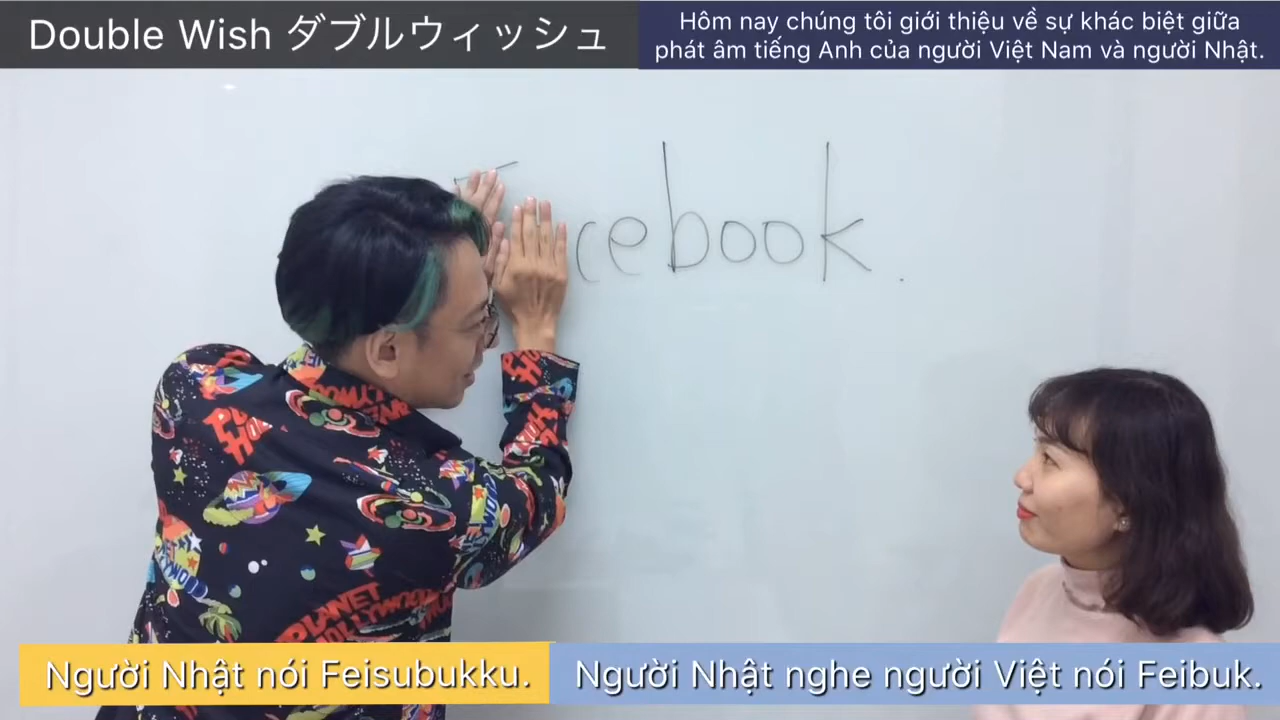 Double Wish ダブルウィッシュ
Hôm nay chúng tôi giới thiệu về sự khác biệt giữa
phát âm tiếng Anh của người Việt Nam và người Nhật.
cebook.
PLANET
HOLLYWOOD
Người Nhật nói Feisubukku.
Người Nhật nghe người Việt nói Feibuk.